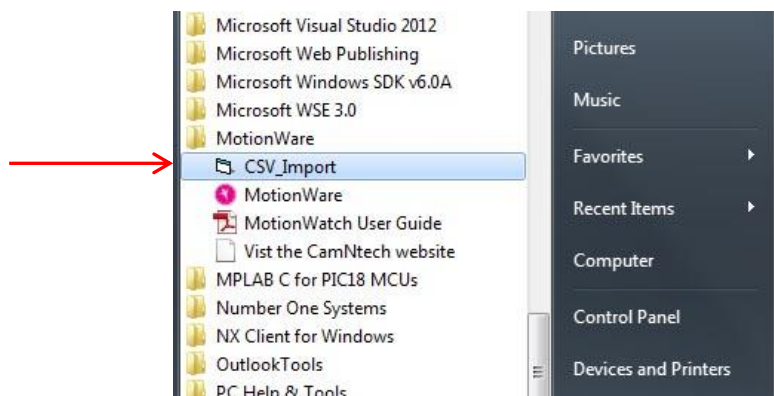 Microsoft Visual Studio 2012
Microsoft Web Publishing
Microsoft Windows SDK v6.0A
Microsoft WSE 3.0
MotionWare
CSV_Import
MotionWare
MotionWatch User Guide
Vist the CamNtech website
MPLAB C for PIC18 MCUs
Number One Systems
NX Client for Windows
OutlookTools
PC Help & Tools
Pictures
Music
Favorites
Recent Items
Computer
Control Panel
Devices and Printers